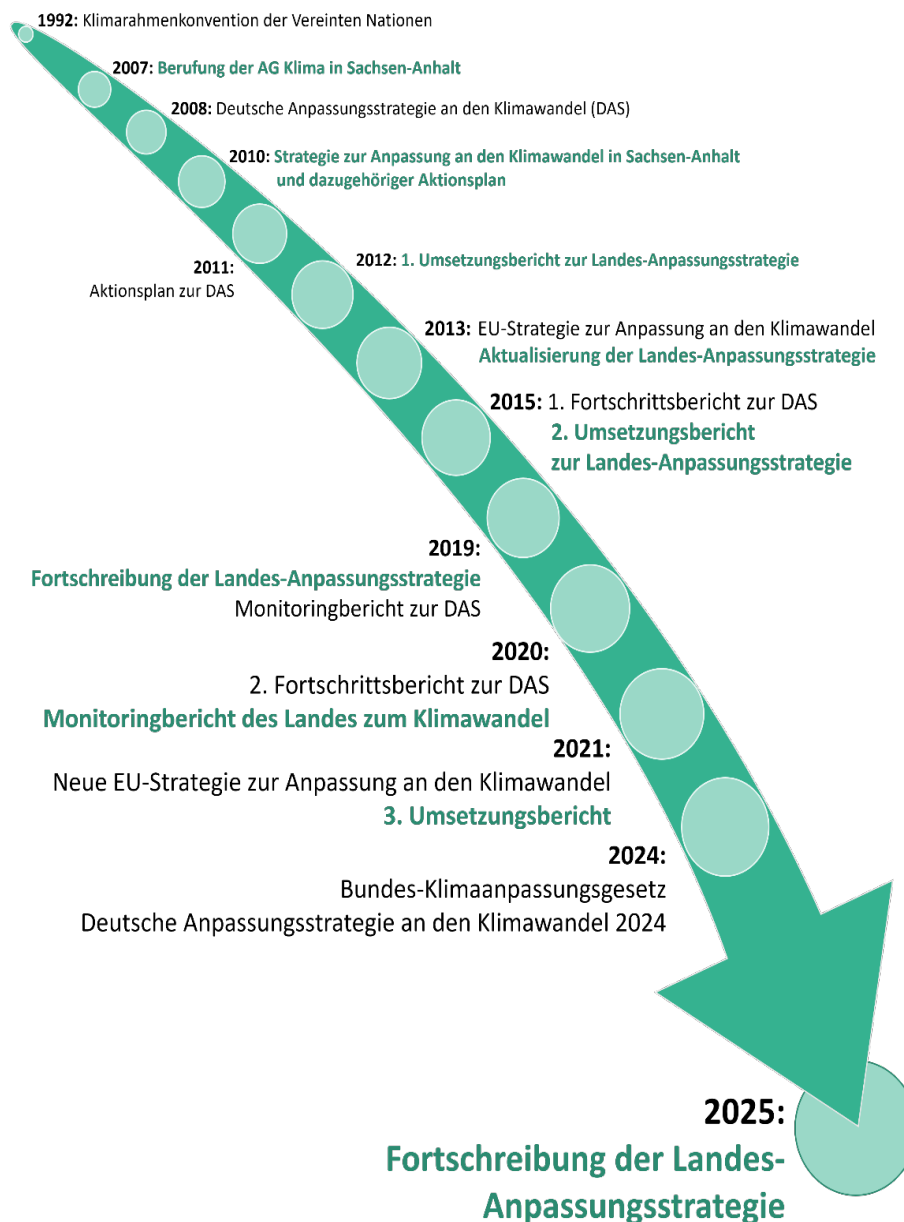 1992: Klimarahmenkonvention der Vereinten Nationen
2007: Berufung der AG Klima in Sachsen-Anhalt
2008: Deutsche Anpassungsstrategie an den Klimawandel (DAS)
2010: Strategie zur Anpassung an den Klimawandel in Sachsen-Anhalt
und dazugehöriger Aktionsplan
2011:
Aktionsplan zur DAS
2012: 1. Umsetzungsbericht zur Landes-Anpassungsstrategie
2013: EU-Strategie zur Anpassung an den Klimawandel
Aktualisierung der Landes-Anpassungsstrategie
2015: 1. Fortschrittsbericht zur DAS
2. Umsetzungsbericht
zur Landes-Anpassungsstrategie
2019:
Fortschreibung der Landes-Anpassungsstrategie
Monitoringbericht zur DAS
2020:
2. Fortschrittsbericht zur DAS
Monitoringbericht des Landes zum Klimawandel
2021:
Neue EU-Strategie zur Anpassung an den Klimawandel
3. Umsetzungsbericht
2024:
Bundes-Klimaanpassungsgesetz
Deutsche Anpassungsstrategie an den Klimawandel 2024
2025:
Fortschreibung der Landes-
Anpassungsstrategie